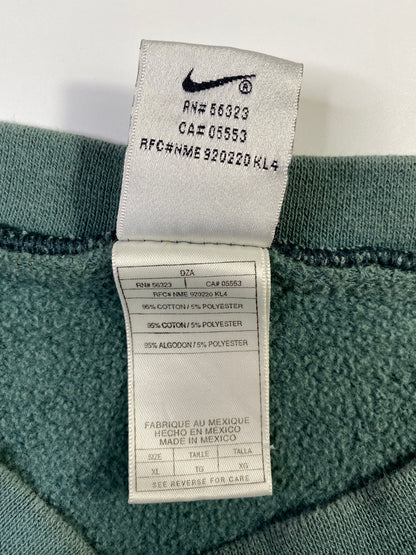 ®
RN# 56323
CA# 05553
RFC#NME 920220 KL4
DZA
RN# 56323 CA# 05553
RFC# NME 920220 KL4
95% COTTON / 5% POLYESTER
95% COTON / 5% POLYESTER
95% ALGODON / 5% POLYESTER
FABRIQUE AU MEXIQUE
HECHO EN MEXICO
MADE IN MEXICO
SIZE TAILLE TALLA
XL TG XG
SEE REVERSE FOR CARE